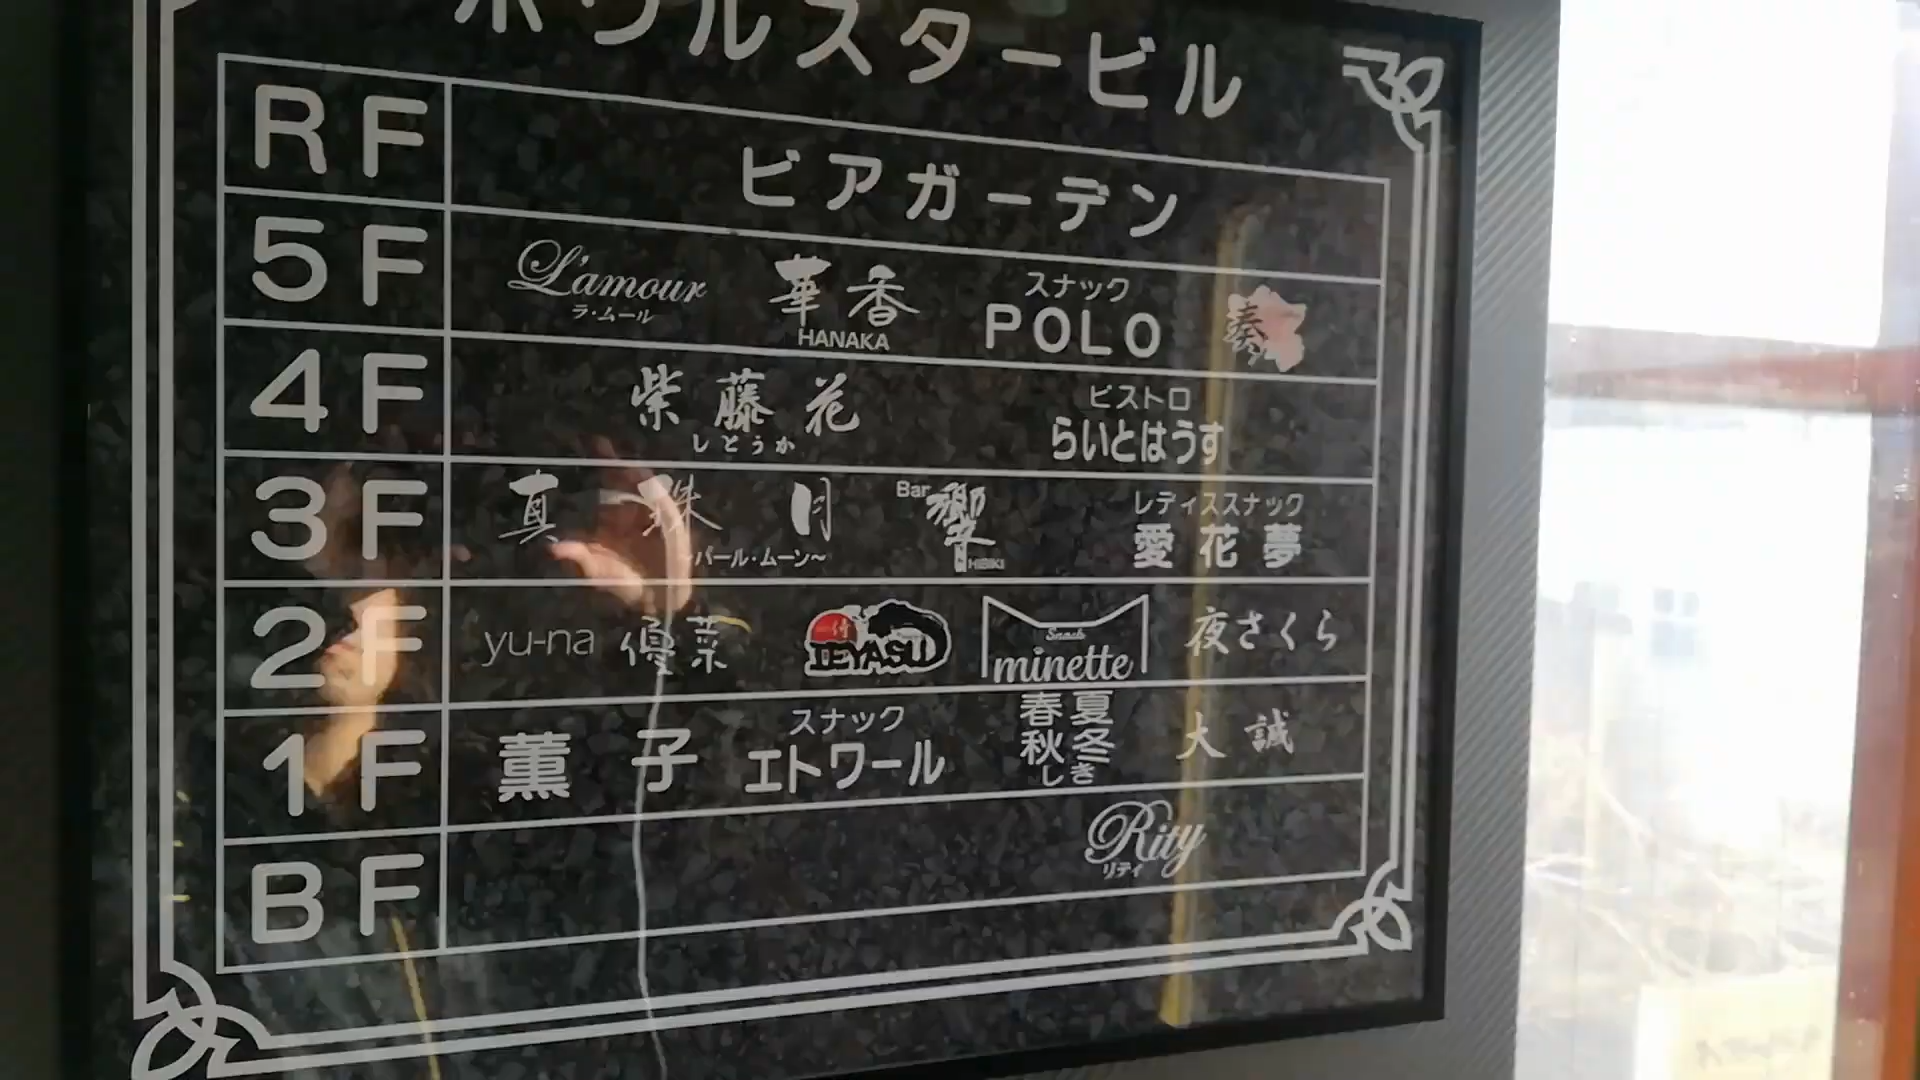 ホワルスタービル
RF ビアガーデン
5F L'amour ラ・ムール 華香 HANAKA スナック POLO 奏
4F 紫藤花 しとうか ビストロ らいとはうす
3F 真珠月 ~パール・ムーン~ Bar 響 HIBIKI レディススナック 愛花夢
2F yu-na 優菜 侍 IEYASU Snack minette 夜さくら
1F 薫子 スナック エトワール 春夏秋冬 しき 大誠
BF Rity リティ